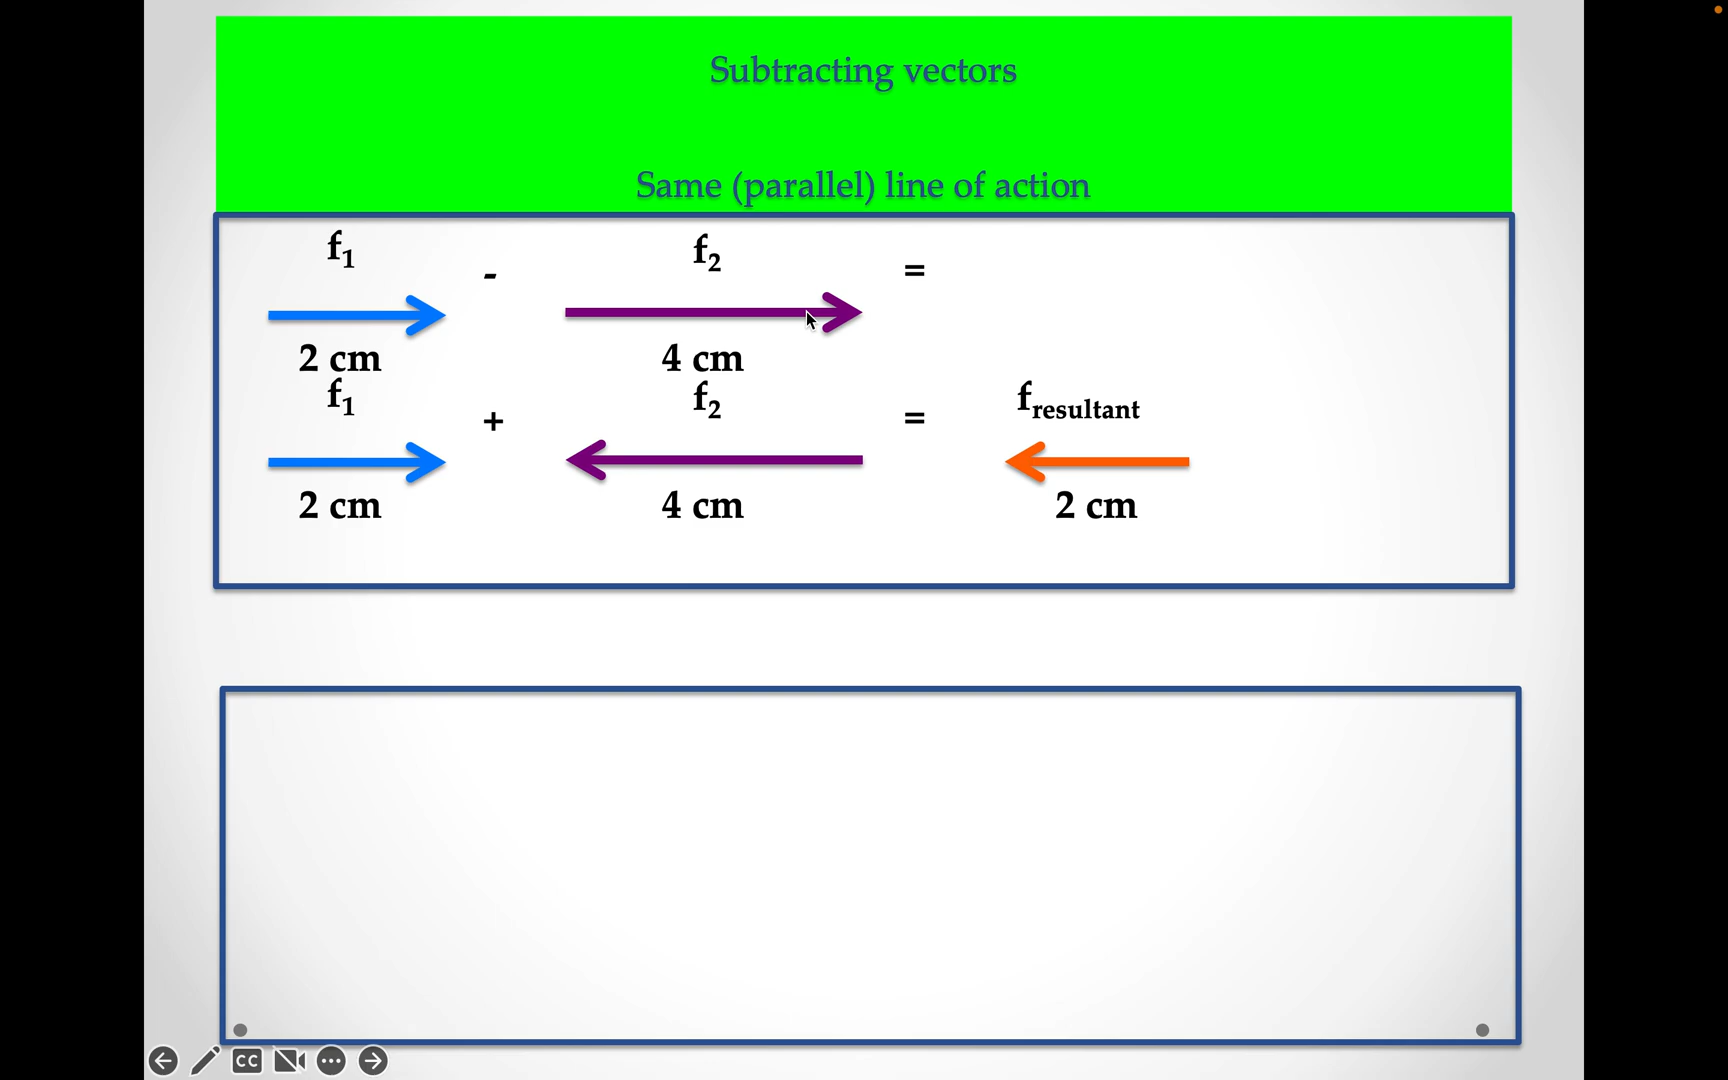 Subtracting vectors
Same (parallel) line of action
f₁ - f₂ =
2 cm 4 cm
f₁ + f₂ = f_resultant
2 cm 4 cm 2 cm
CC